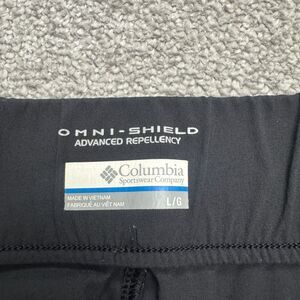 OMNI-SHIELD
ADVANCED REPELLENCY
Columbia
Sportswear Company
MADE IN VIETNAM
FABRIQUÉ AU VIÊT NAM
L/G